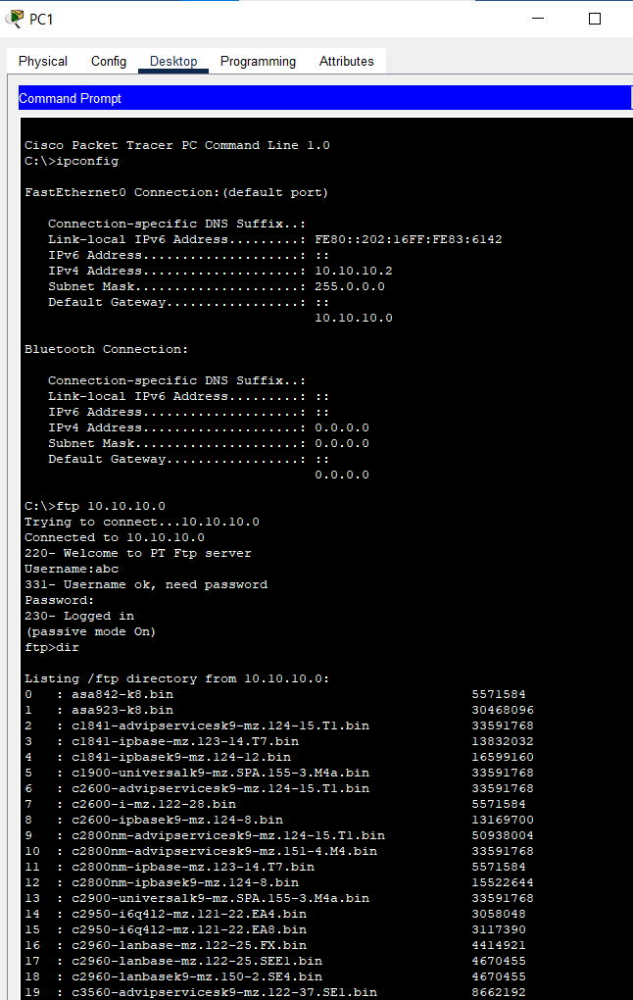 PC1
Physical Config Desktop Programming Attributes
Command Prompt
Cisco Packet Tracer PC Command Line 1.0
C:\>ipconfig
FastEthernet0 Connection:(default port)
Connection-specific DNS Suffix..:
Link-local IPv6 Address.........: FE80::202:16FF:FE83:6142
IPv6 Address....................: ::
IPv4 Address....................: 10.10.10.2
Subnet Mask.....................: 255.0.0.0
Default Gateway.................: ::
10.10.10.0
Bluetooth Connection:
Connection-specific DNS Suffix..:
Link-local IPv6 Address.........: ::
IPv6 Address....................: ::
IPv4 Address....................: 0.0.0.0
Subnet Mask.....................: 0.0.0.0
Default Gateway.................: ::
0.0.0.0
C:\>ftp 10.10.10.0
Trying to connect...10.10.10.0
Connected to 10.10.10.0
220- Welcome to PT Ftp server
Username:abc
331- Username ok, need password
Password:
230- Logged in
(passive mode On)
ftp>dir
Listing /ftp directory from 10.10.10.0:
0 : asa842-k8.bin 5571584
1 : asa923-k8.bin 30468096
2 : c1841-advipservicesk9-mz.124-15.T1.bin 33591768
3 : c1841-ipbase-mz.123-14.T7.bin 13832032
4 : c1841-ipbasek9-mz.124-12.bin 16599160
5 : c1900-universalk9-mz.SPA.155-3.M4a.bin 33591768
6 : c2600-advipservicesk9-mz.124-15.T1.bin 33591768
7 : c2600-i-mz.122-28.bin 5571584
8 : c2600-ipbasek9-mz.124-8.bin 13169700
9 : c2800nm-advipservicesk9-mz.124-15.T1.bin 50938004
10 : c2800nm-advipservicesk9-mz.151-4.M4.bin 33591768
11 : c2800nm-ipbase-mz.123-14.T7.bin 5571584
12 : c2800nm-ipbasek9-mz.124-8.bin 15522644
13 : c2900-universalk9-mz.SPA.155-3.M4a.bin 33591768
14 : c2950-i6q4l2-mz.121-22.EA4.bin 3058048
15 : c2950-i6q4l2-mz.121-22.EA8.bin 3117390
16 : c2960-lanbase-mz.122-25.FX.bin 4414921
17 : c2960-lanbase-mz.122-25.SEE1.bin 4670455
18 : c2960-lanbasek9-mz.150-2.SE4.bin 4670455
19 : c3560-advipservicesk9-mz.122-37.SE1.bin 8662192